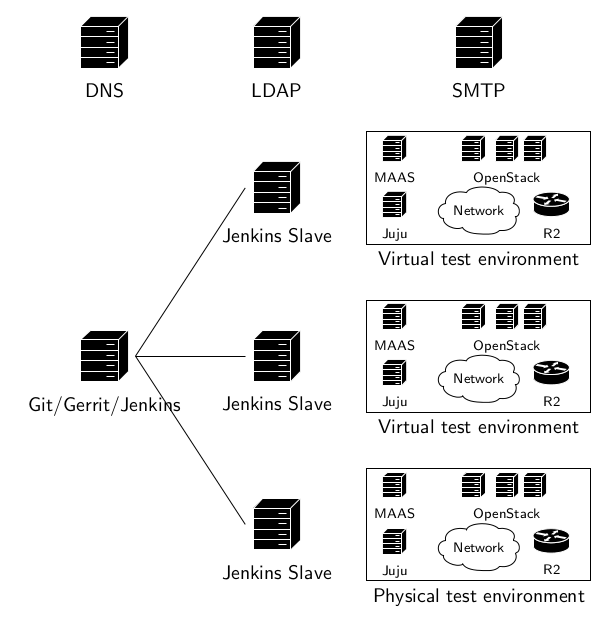 DNS
LDAP
SMTP
MAAS
OpenStack
Juju
Network
R2
Jenkins Slave
Virtual test environment
MAAS
OpenStack
Juju
Network
R2
Git/Gerrit/Jenkins
Jenkins Slave
Virtual test environment
MAAS
OpenStack
Juju
Network
R2
Jenkins Slave
Physical test environment